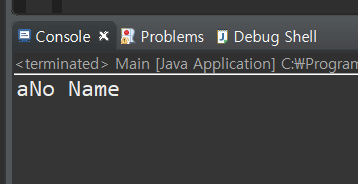 Console Problems Debug Shell
<terminated> Main [Java Application] C:₩Program
aNo Name